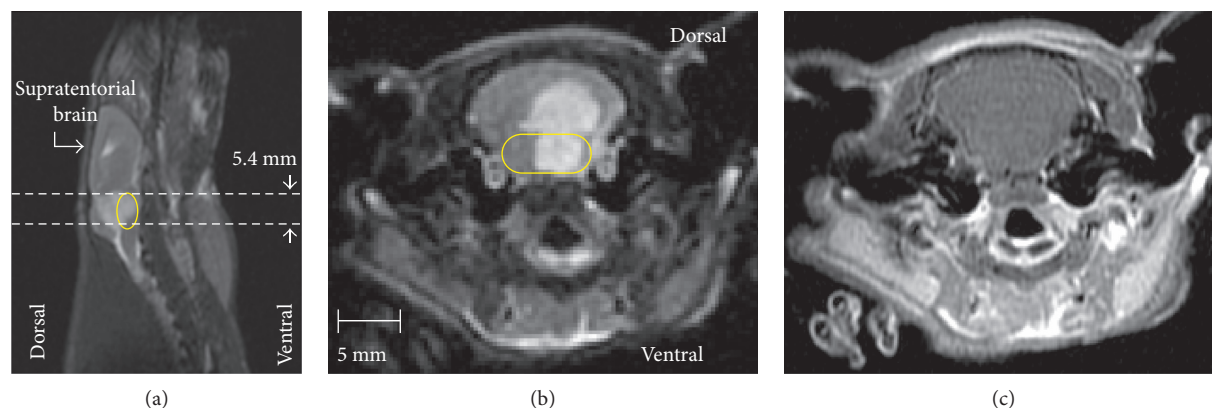 Supratentorial
brain
5.4 mm
Dorsal
Ventral
(a)
Dorsal
5 mm
Ventral
(b)
(c)